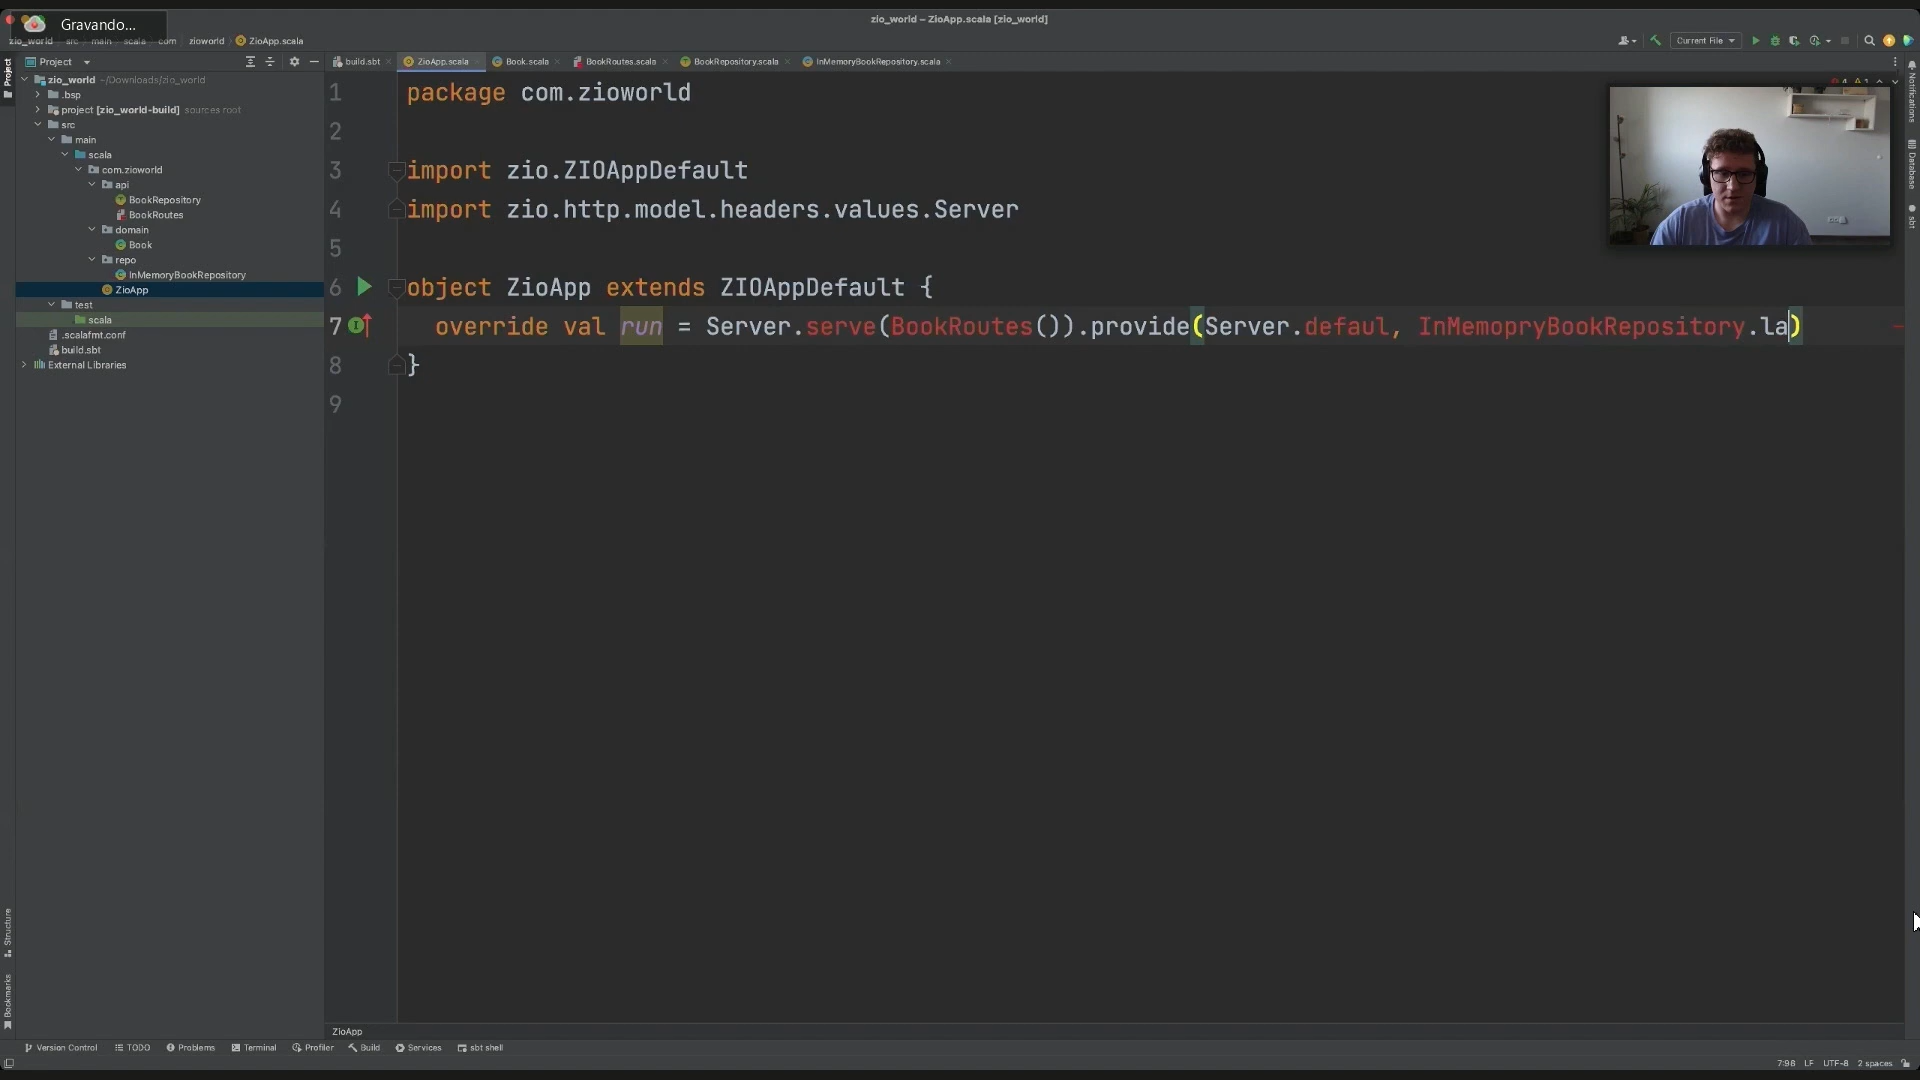 Gravando...
zio_world – ZioApp.scala [zio_world]
zio_world src main scala com zioworld ZioApp.scala
Current File
Project
build.sbt ZioApp.scala Book.scala BookRoutes.scala BookRepository.scala InMemoryBookRepository.scala
Project
zio_world ~/Downloads/zio_world
.bsp
project [zio_world-build] sources root
src
main
scala
com.zioworld
api
BookRepository
BookRoutes
domain
Book
repo
InMemoryBookRepository
ZioApp
test
scala
.scalafmt.conf
build.sbt
External Libraries
1 package com.zioworld
2
3 import zio.ZIOAppDefault
4 import zio.http.model.headers.values.Server
5
6 object ZioApp extends ZIOAppDefault {
7 override val run = Server.serve(BookRoutes()).provide(Server.defaul, InMemopryBookRepository.la)
8 }
9
Notifications
Database
sbt
Structure
Bookmarks
ZioApp
Version Control TODO Problems Terminal Profiler Build Services sbt shell
7:98 LF UTF-8 2 spaces